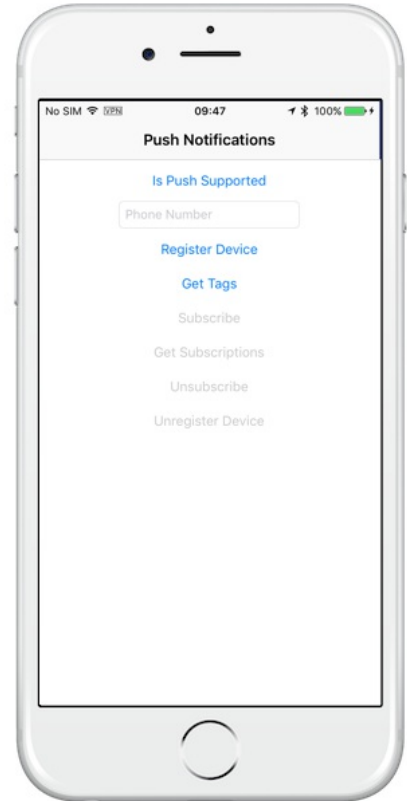 No SIM VPN 09:47 100%
Push Notifications
Is Push Supported
Phone Number
Register Device
Get Tags
Subscribe
Get Subscriptions
Unsubscribe
Unregister Device